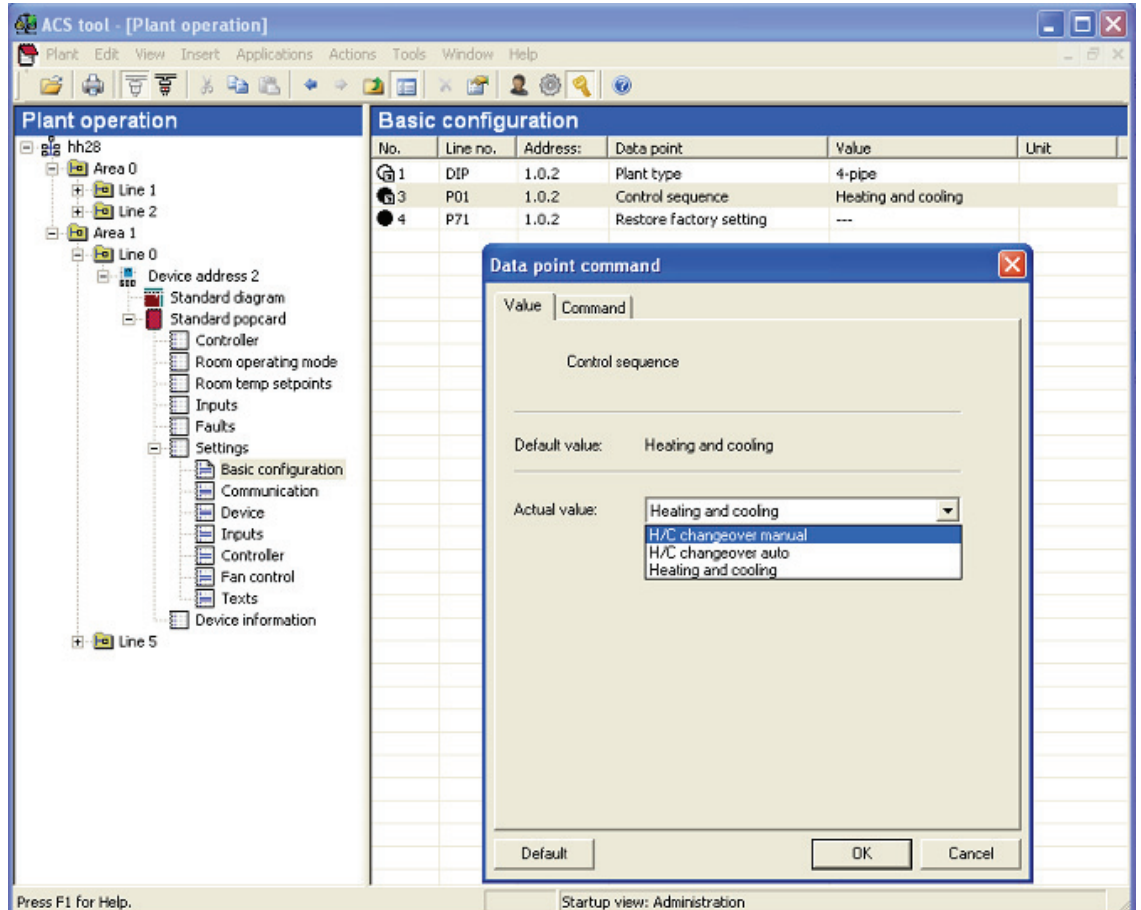 ACS tool - [Plant operation]
Plant Edit View Insert Applications Actions Tools Window Help
Plant operation
hh28
Area 0
Line 1
Line 2
Area 1
Line 0
Device address 2
Standard diagram
Standard popcard
Controller
Room operating mode
Room temp setpoints
Inputs
Faults
Settings
Basic configuration
Communication
Device
Inputs
Controller
Fan control
Texts
Device information
Line 5
Basic configuration
No. Line no. Address: Data point Value Unit
1 DIP 1.0.2 Plant type 4-pipe
3 P01 1.0.2 Control sequence Heating and cooling
4 P71 1.0.2 Restore factory setting ---
Data point command
Value Command
Control sequence
Default value: Heating and cooling
Actual value: Heating and cooling
H/C changeover manual
H/C changeover auto
Heating and cooling
Default OK Cancel
Press F1 for Help. Startup view: Administration